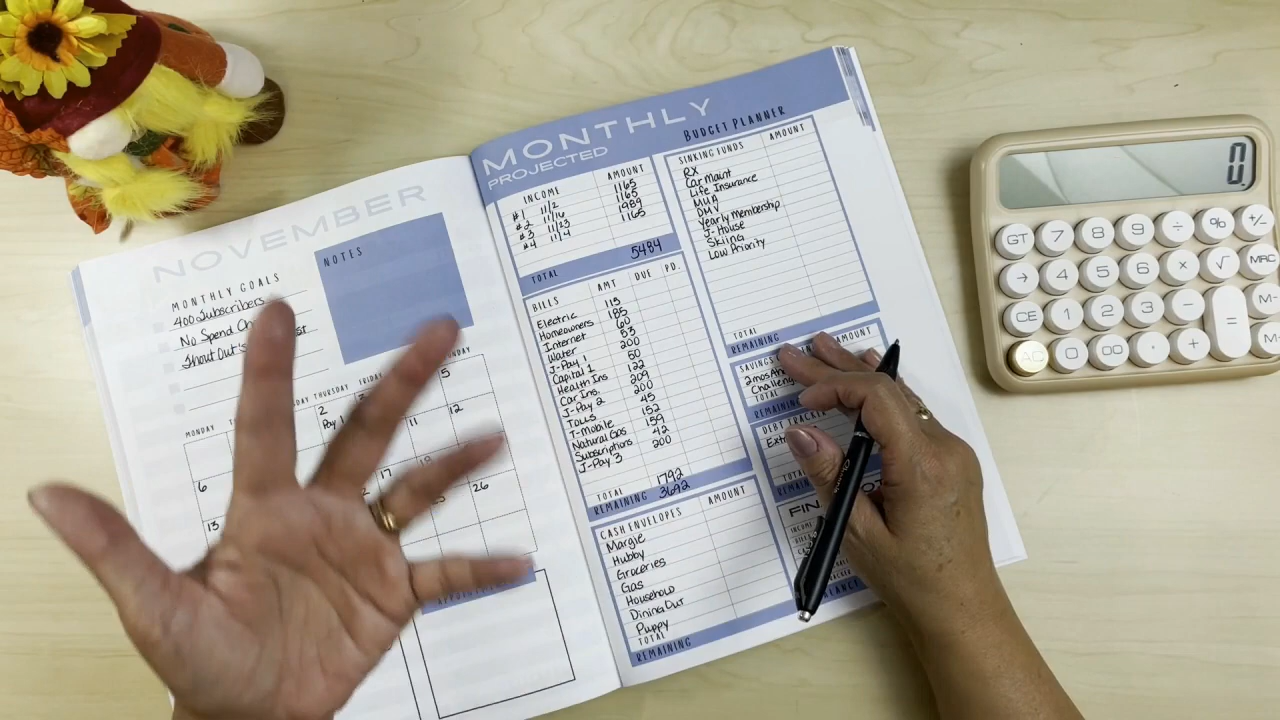 NOVEMBER
MONTHLY GOALS
400 Subscribers
No Spend
Shout Out's
NOTES
MONDAY
THURSDAY
2
5
Pay 1
11
12
6
17
26
13
MONTHLY
PROJECTED
BUDGET PLANNER
INCOME AMOUNT
#1 11/2 1165
#2 11/16 1165
#3 11/23 1989
#4 1165
TOTAL 5484
BILLS AMT DUE PD.
Electric 113
Homeowners 185
Internet 60
Water 53
J-Pay 1 200
Capital 1 50
Health Ins 122
Car Ins. 209
J-Pay 2 200
Tolls 45
T-Mobile 152
Natural Gas 159
Subscriptions 42
J-Pay 3 200
TOTAL 1792
REMAINING 3692
CASH ENVELOPES AMOUNT
Margie
Hubby
Groceries
Gas
Household
Dining Out
Puppy
TOTAL
REMAINING
SINKING FUNDS AMOUNT
RX
Car Maint
Life Insurance
MUA
DMV
Yearly Membership
J-House
Skiing
Low Priority
TOTAL
REMAINING
AMOUNT
TOTAL
REMAINING
DEBT TRACKER
0.
GT 7 8 9 ÷ % +/-
→ 4 5 6 × √ MRC
CE 1 2 3 − = M-
AC 0 00 · +